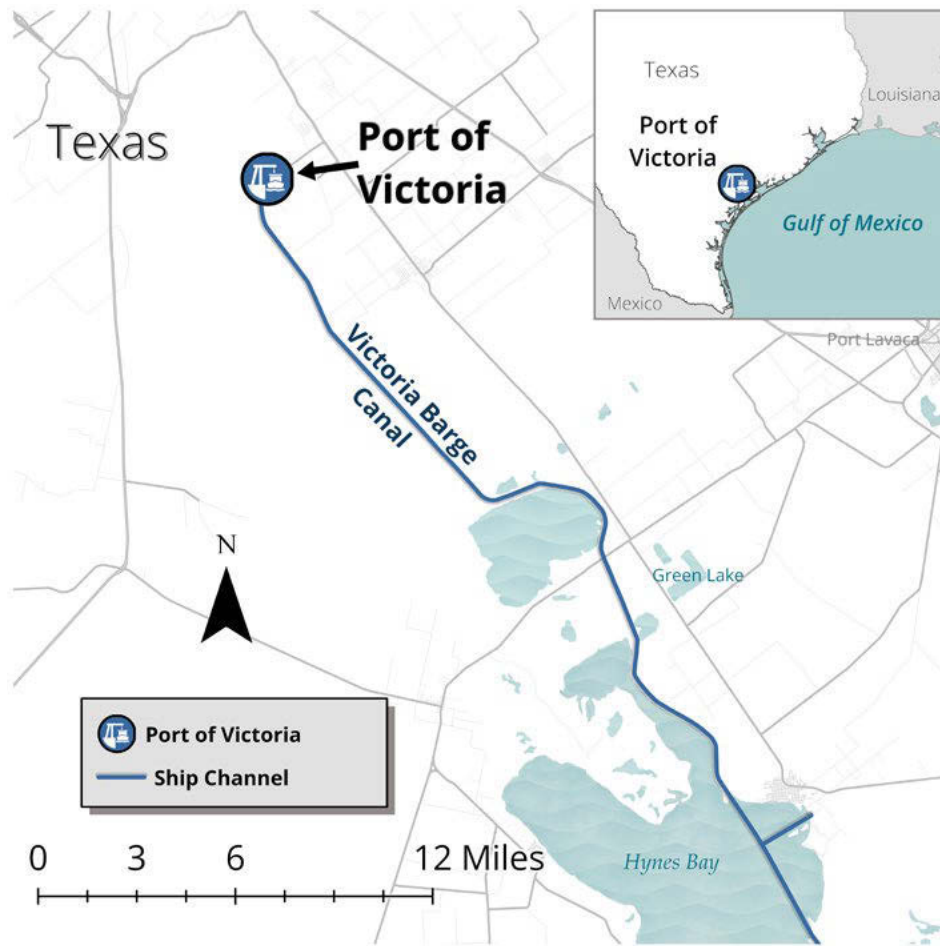 Texas
Port of
Victoria
Texas
Louisiana
Port of
Victoria
Gulf of Mexico
Mexico
Port Lavaca
Victoria Barge
Canal
Green Lake
N
Port of Victoria
Ship Channel
0 3 6 12 Miles
Hynes Bay